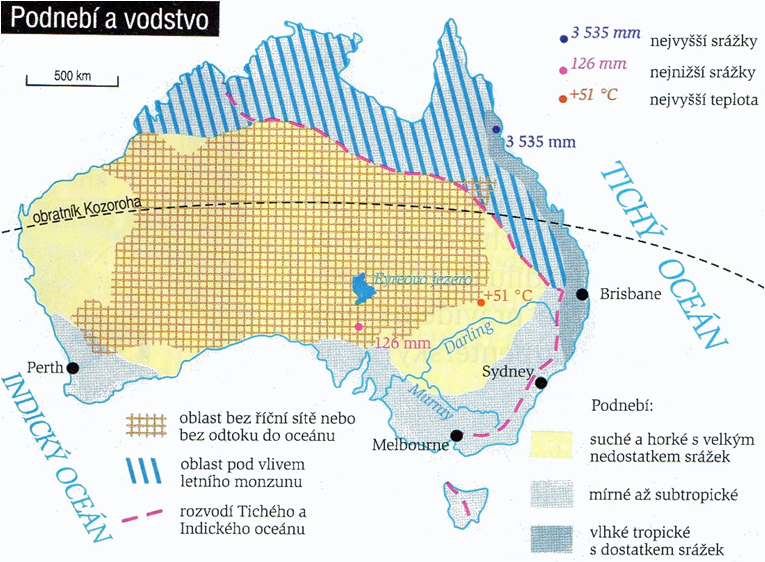 Podnebí a vodstvo
500 km
3 535 mm nejvyšší srážky
126 mm nejnižší srážky
+51 °C nejvyšší teplota
3 535 mm
TICHÝ OCEÁN
obratník Kozoroha
Eyreovo jezero
+51 °C
Brisbane
126 mm
Darling
Perth
Sydney
Murray
Melbourne
INDICKÝ OCEÁN
oblast bez říční sítě nebo
bez odtoku do oceánu
oblast pod vlivem
letního monzunu
rozvodí Tichého a
Indického oceánu
Podnebí:
suché a horké s velkým
nedostatkem srážek
mírné až subtropické
vlhké tropické
s dostatkem srážek